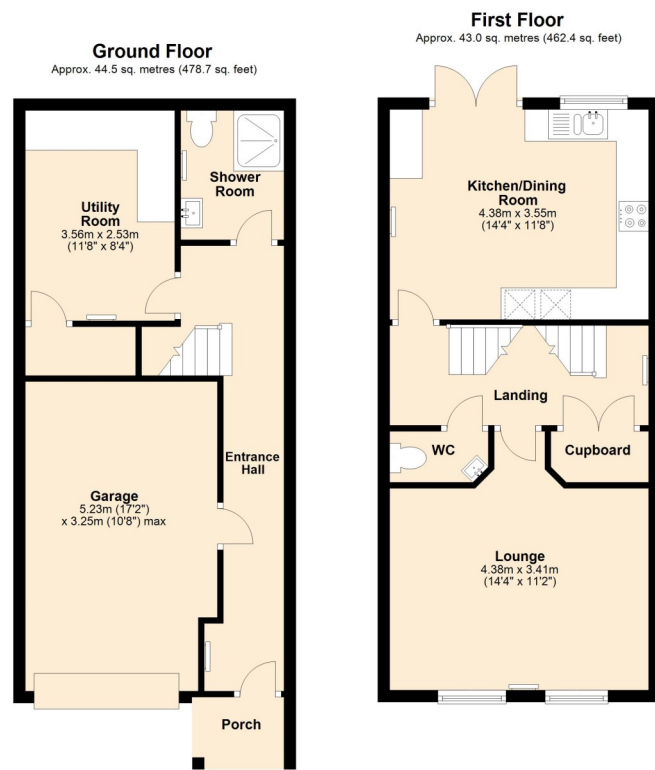 Ground Floor
Approx. 44.5 sq. metres (478.7 sq. feet)
Utility
Room
3.56m x 2.53m
(11'8" x 8'4")
Shower
Room
Entrance
Hall
Garage
5.23m (17'2")
x 3.25m (10'8") max
Porch
First Floor
Approx. 43.0 sq. metres (462.4 sq. feet)
Kitchen/Dining
Room
4.38m x 3.55m
(14'4" x 11'8")
Landing
WC
Cupboard
Lounge
4.38m x 3.41m
(14'4" x 11'2")